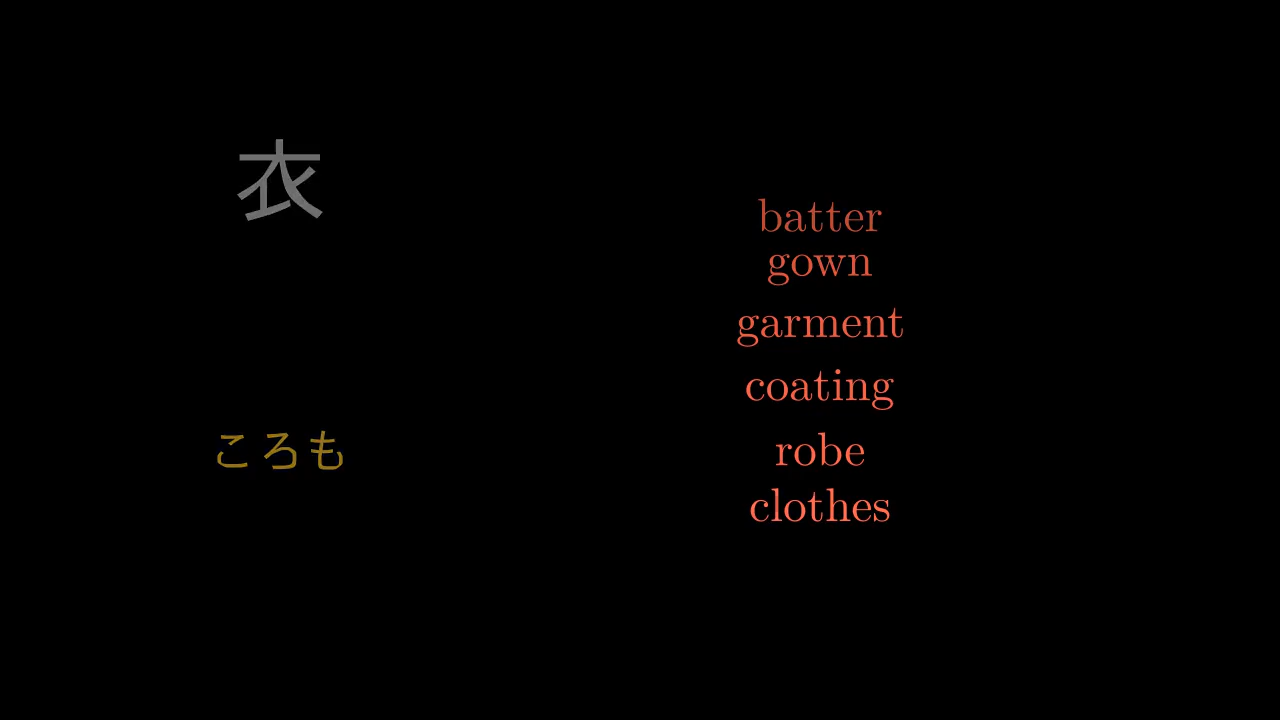 衣
ころも
batter
gown
garment
coating
robe
clothes